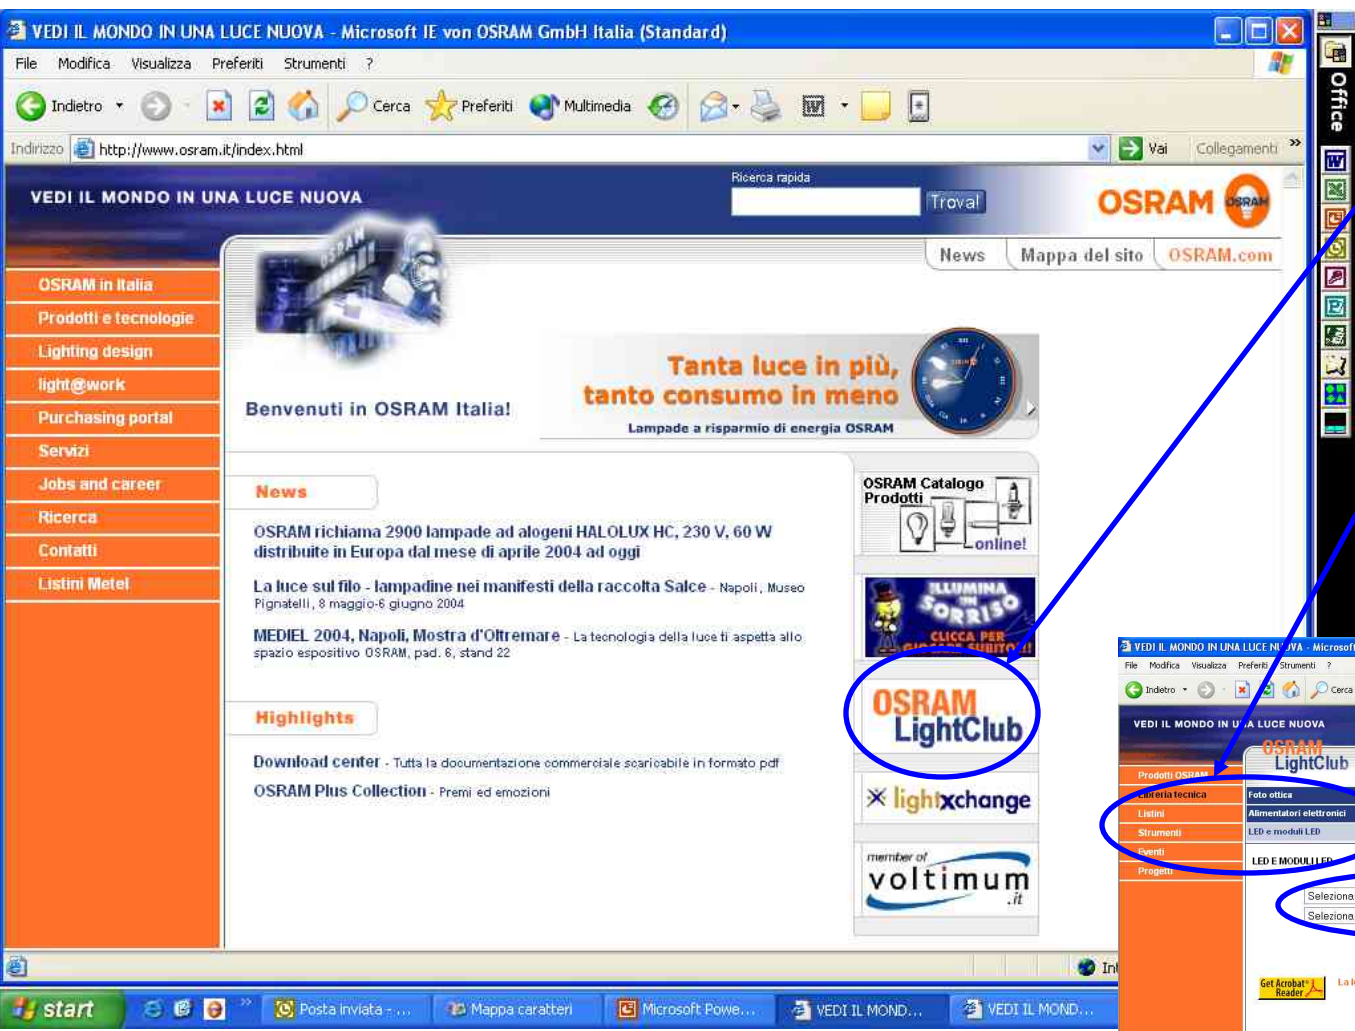 VEDI IL MONDO IN UNA LUCE NUOVA - Microsoft IE von OSRAM GmbH Italia (Standard)
File Modifica Visualizza Preferiti Strumenti ?
Indietro Cerca Preferiti Multimedia
Indirizzo http://www.osram.it/index.html Vai Collegamenti »
Office
VEDI IL MONDO IN UNA LUCE NUOVA
Ricerca rapida
Trova!
OSRAM OSRAM
News Mappa del sito OSRAM.com
OSRAM in Italia
Prodotti e tecnologie
Lighting design
light@work
Purchasing portal
Servizi
Jobs and career
Ricerca
Contatti
Listini Metel
OSRAM
Benvenuti in OSRAM Italia!
Tanta luce in più,
tanto consumo in meno
Lampade a risparmio di energia OSRAM
News
OSRAM richiama 2900 lampade ad alogeni HALOLUX HC, 230 V, 60 W
distribuite in Europa dal mese di aprile 2004 ad oggi
La luce sul filo - lampadine nei manifesti della raccolta Salce - Napoli, Museo
Pignatelli, 8 maggio-6 giugno 2004
MEDIEL 2004, Napoli, Mostra d'Oltremare - La tecnologia della luce ti aspetta allo
spazio espositivo OSRAM, pad. 6, stand 22
Highlights
Download center - Tutta la documentazione commerciale scaricabile in formato pdf
OSRAM Plus Collection - Premi ed emozioni
OSRAM Catalogo
Prodotti
online!
ILLUMINA
UN
SORRISO
CLICCA PER
GIOCARE SUBITO!!
OSRAM
LightClub
lightxchange
member of
voltimum
.it
VEDI IL MONDO IN UNA LUCE NUOVA - Microsoft
File Modifica Visualizza Preferiti Strumenti ?
Indietro Cerca
VEDI IL MONDO IN UNA LUCE NUOVA
OSRAM
LightClub
Prodotti OSRAM
Libreria tecnica
Listini
Strumenti
Eventi
Progetti
Foto ottica
Alimentatori elettronici
LED e moduli LED
LED E MODULI LED
Seleziona
Seleziona
Get Acrobat
Reader
start
Posta inviata - ...
Mappa caratteri
Microsoft Powe...
VEDI IL MOND...
VEDI IL MOND...